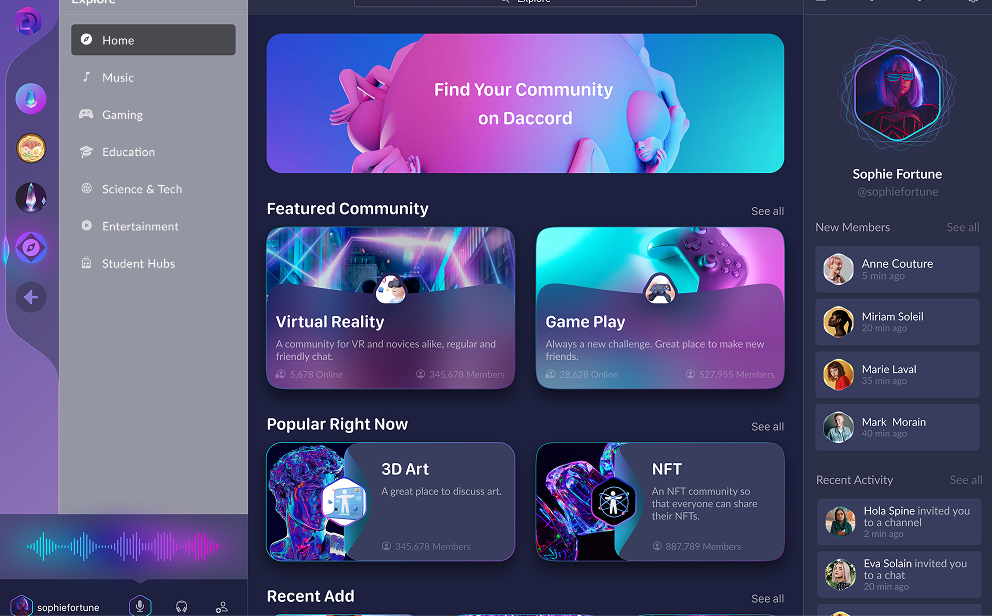 Explore
Explore
Home
Music
Gaming
Education
Science & Tech
Entertainment
Student Hubs
sophiefortune
Find Your Community
on Daccord
Featured Community
See all
Virtual Reality
A community for VR and novices alike, regular and
friendly chat.
5,678 Online
345,678 Members
Game Play
Always a new challenge. Great place to make new
friends.
28,628 Online
527,955 Members
Popular Right Now
See all
3D Art
A great place to discuss art.
345,678 Members
NFT
An NFT community so
that everyone can share
their NFTs.
887,789 Members
Recent Add
See all
Sophie Fortune
@sophiefortune
New Members
See all
Anne Couture
5 min ago
Miriam Soleil
20 min ago
Marie Laval
35 min ago
Mark Morain
40 min ago
Recent Activity
See all
Hola Spine invited you
to a channel
2 min ago
Eva Solain invited you
to a chat
20 min ago